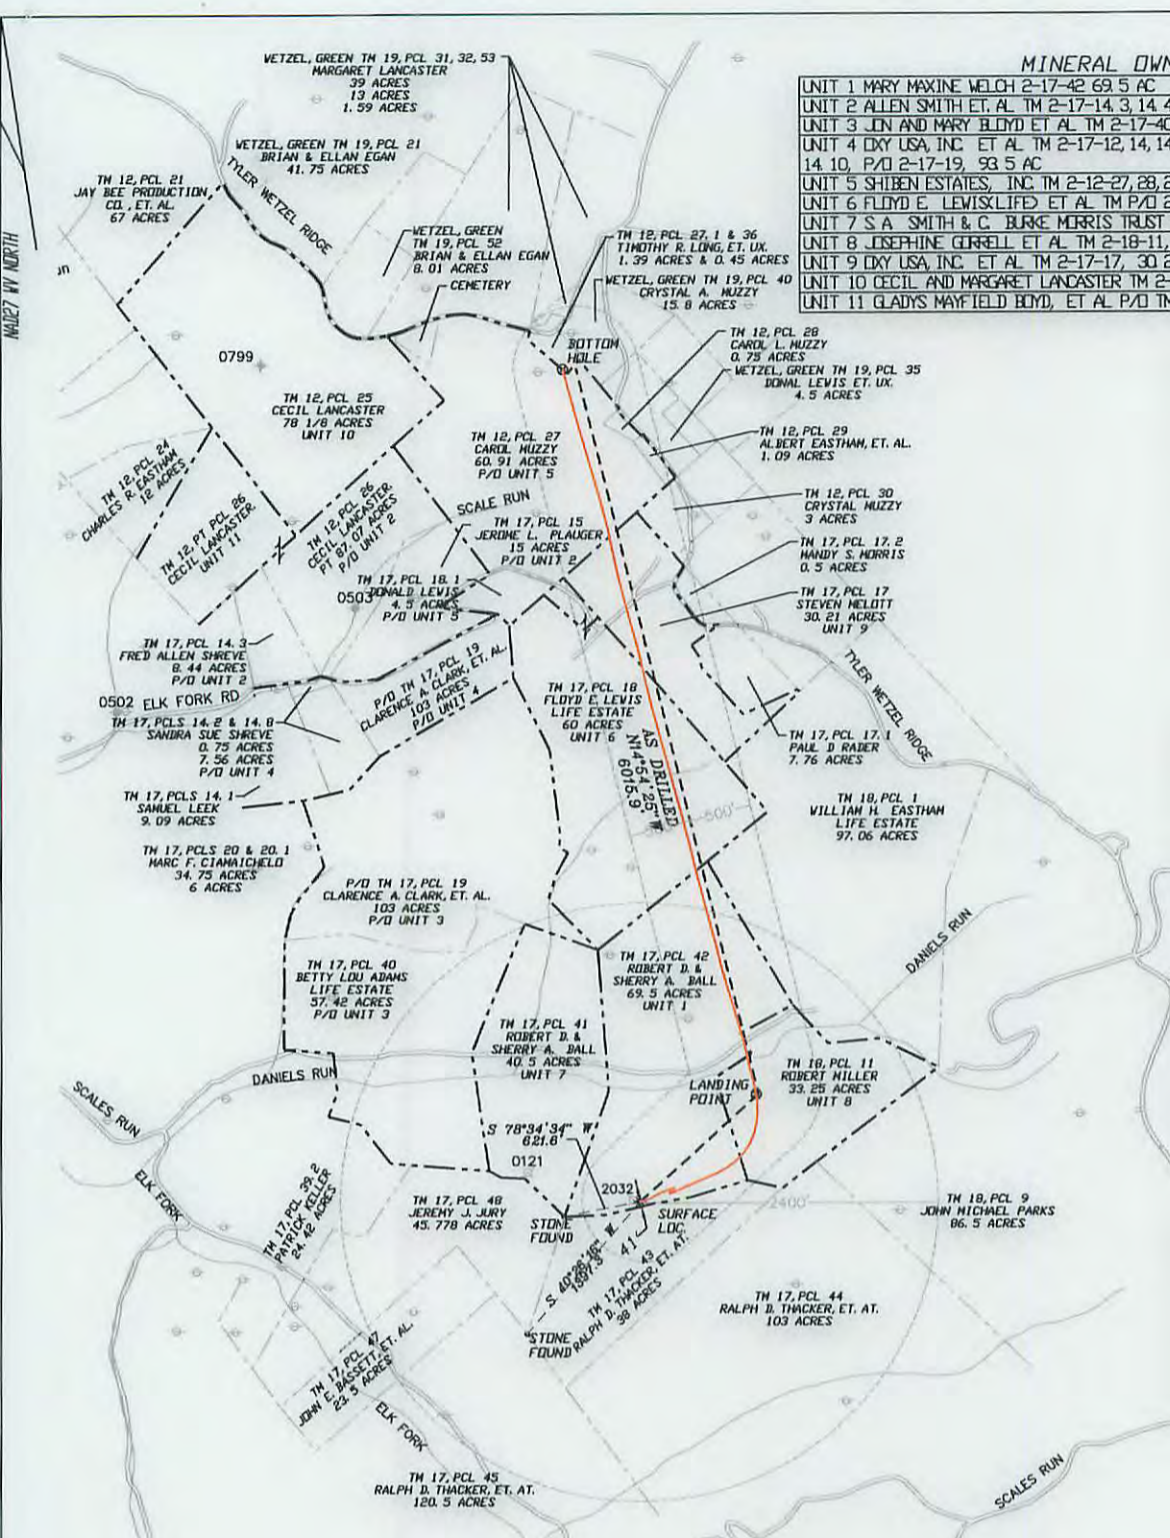 NAD27 WV NORTH
WETZEL, GREEN TM 19, PCL 31, 32, 53
MARGARET LANCASTER
39 ACRES
13 ACRES
1.59 ACRES
WETZEL, GREEN TM 19, PCL 21
BRIAN & ELLAN EGAN
41.75 ACRES
TM 12, PCL 21
JAY BEE PRODUCTION
CO., ET. AL.
67 ACRES
TYLER WETZEL RIDGE
WETZEL, GREEN
TM 19, PCL 52
BRIAN & ELLAN EGAN
8.01 ACRES
CEMETERY
MINERAL OWN
UNIT 1 MARY MAXINE WELCH 2-17-42 69.5 AC
UNIT 2 ALLEN SMITH ET. AL TM 2-17-14.3, 14.4
UNIT 3 JON AND MARY BLOYD ET AL TM 2-17-40
UNIT 4 OXY USA, INC. ET AL TM 2-17-12, 14, 14
14.10, P/O 2-17-19, 93.5 AC
UNIT 5 SHIBEN ESTATES, INC. TM 2-12-27, 28, 2
UNIT 6 FLOYD E. LEWIS(LIFE) ET AL TM P/O 2
UNIT 7 S.A. SMITH & C. BURKE MORRIS TRUST
UNIT 8 JOSEPHINE GORRELL ET AL TM 2-18-11,
UNIT 9 OXY USA, INC. ET AL TM 2-17-17, 30.2
UNIT 10 CECIL AND MARGARET LANCASTER TM 2-
UNIT 11 GLADYS MAYFIELD BOYD, ET AL P/O TM
TM 12, PCL 27.1 & 36
TIMOTHY R. LONG, ET. UX.
1.39 ACRES & 0.45 ACRES
WETZEL, GREEN TM 19, PCL 40
CRYSTAL A. MUZZY
15.8 ACRES
BOTTOM
HOLE
TM 12, PCL 28
CAROL L. MUZZY
0.75 ACRES
WETZEL, GREEN TM 19, PCL 35
DONAL LEWIS ET. UX.
4.5 ACRES
0799
TM 12, PCL 25
CECIL LANCASTER
78 1/8 ACRES
UNIT 10
TM 12, PCL 27
CAROL MUZZY
60.91 ACRES
P/O UNIT 5
TM 12, PCL 29
ALBERT EASTHAM, ET. AL.
1.09 ACRES
TM 12, PCL 24
CHARLES R. EASTHAM
12 ACRES
TM 12, PT PCL 26
CECIL LANCASTER
UNIT 11
TM 12, PCL 26
CECIL LANCASTER
PT 87.07 ACRES
P/O UNIT 2
SCALE RUN
TM 17, PCL 15
JEROME L. PLAUGER
15 ACRES
P/O UNIT 2
TM 12, PCL 30
CRYSTAL MUZZY
3 ACRES
TM 17, PCL 17.2
MANDY S. MORRIS
0.5 ACRES
TM 17, PCL 18.1
DONALD LEWIS
4.5 ACRES
P/O UNIT 5
0503
TM 17, PCL 17
STEVEN MELOTT
30.21 ACRES
UNIT 9
TM 17, PCL 14.3
FRED ALLEN SHREVE
8.44 ACRES
P/O UNIT 2
0502 ELK FORK RD
P/O TM 17, PCL 19
CLARENCE A. CLARK, ET. AL.
103 ACRES
P/O UNIT 4
TM 17, PCL 18
FLOYD E. LEWIS
LIFE ESTATE
60 ACRES
UNIT 6
TYLER WETZEL RIDGE
TM 17, PCLS 14.2 & 14.8
SANDRA SUE SHREVE
0.75 ACRES
7.56 ACRES
P/O UNIT 4
TM 17, PCL 17.1
PAUL D RADER
7.76 ACRES
AS DRILLED
N14°54'25"W
6015.9'
TM 17, PCLS 14.1
SAMUEL LEEK
9.09 ACRES
500'
TM 18, PCL 1
WILLIAM H. EASTHAM
LIFE ESTATE
97.06 ACRES
TM 17, PCLS 20 & 20.1
MARC F. CIAMAICHELO
34.75 ACRES
6 ACRES
P/O TM 17, PCL 19
CLARENCE A. CLARK, ET. AL.
103 ACRES
P/O UNIT 3
DANIELS RUN
TM 17, PCL 40
BETTY LOU ADAMS
LIFE ESTATE
57.42 ACRES
P/O UNIT 3
TM 17, PCL 42
ROBERT D. &
SHERRY A. BALL
69.5 ACRES
UNIT 1
TM 17, PCL 41
ROBERT D. &
SHERRY A. BALL
40.5 ACRES
UNIT 7
DANIELS RUN
SCALES RUN
LANDING
POINT
TM 18, PCL 11
ROBERT MILLER
33.25 ACRES
UNIT 8
S 78°34'34" W
621.6'
0121
ELK FORK
TM 17, PCL 39.2
PATRICK KELLER
24.42 ACRES
TM 17, PCL 48
JEREMY J. JURY
45.778 ACRES
2032
STONE
FOUND
SURFACE
LOC.
41
2400'
TM 18, PCL 9
JOHN MICHAEL PARKS
86.5 ACRES
S 40°28'16" W
1397.3'
TM 17, PCL 43
RALPH D. THACKER, ET. AT.
38 ACRES
STONE
FOUND
TM 17, PCL 44
RALPH D. THACKER, ET. AT.
103 ACRES
TM 17, PCL 47
JOHN E. BASSETT, ET. AL.
23.5 ACRES
ELK FORK
TM 17, PCL 45
RALPH D. THACKER, ET. AT.
120.5 ACRES
SCALES RUN